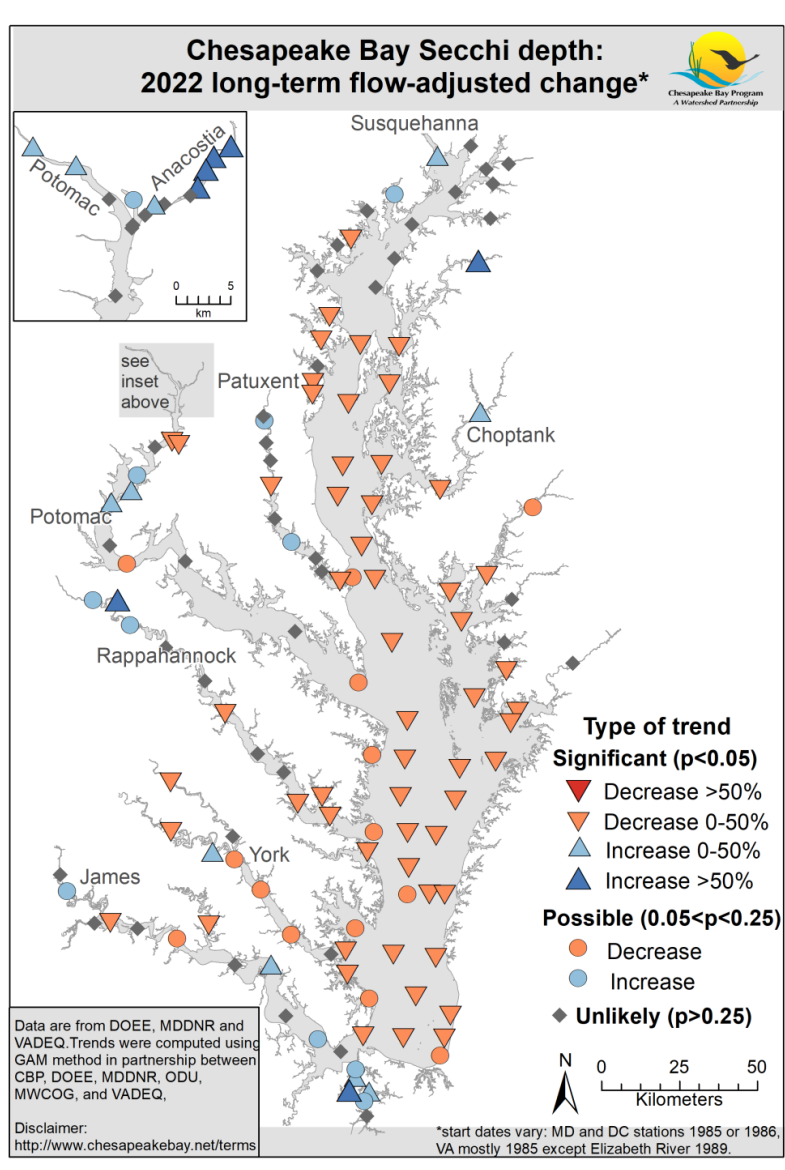 Chesapeake Bay Secchi depth:
2022 long-term flow-adjusted change*
Chesapeake Bay Program
A Watershed Partnership
Susquehanna
Potomac
Anacostia
0 5
km
see
inset
above
Patuxent
Choptank
Potomac
Rappahannock
York
James
Type of trend
Significant (p<0.05)
Decrease >50%
Decrease 0-50%
Increase 0-50%
Increase >50%
Possible (0.05<p<0.25)
Decrease
Increase
Unlikely (p>0.25)
N
0 25 50
Kilometers
Data are from DOEE, MDDNR and
VADEQ.Trends were computed using
GAM method in partnership between
CBP, DOEE, MDDNR, ODU,
MWCOG, and VADEQ,
Disclaimer:
http://www.chesapeakebay.net/terms
*start dates vary: MD and DC stations 1985 or 1986,
VA mostly 1985 except Elizabeth River 1989.